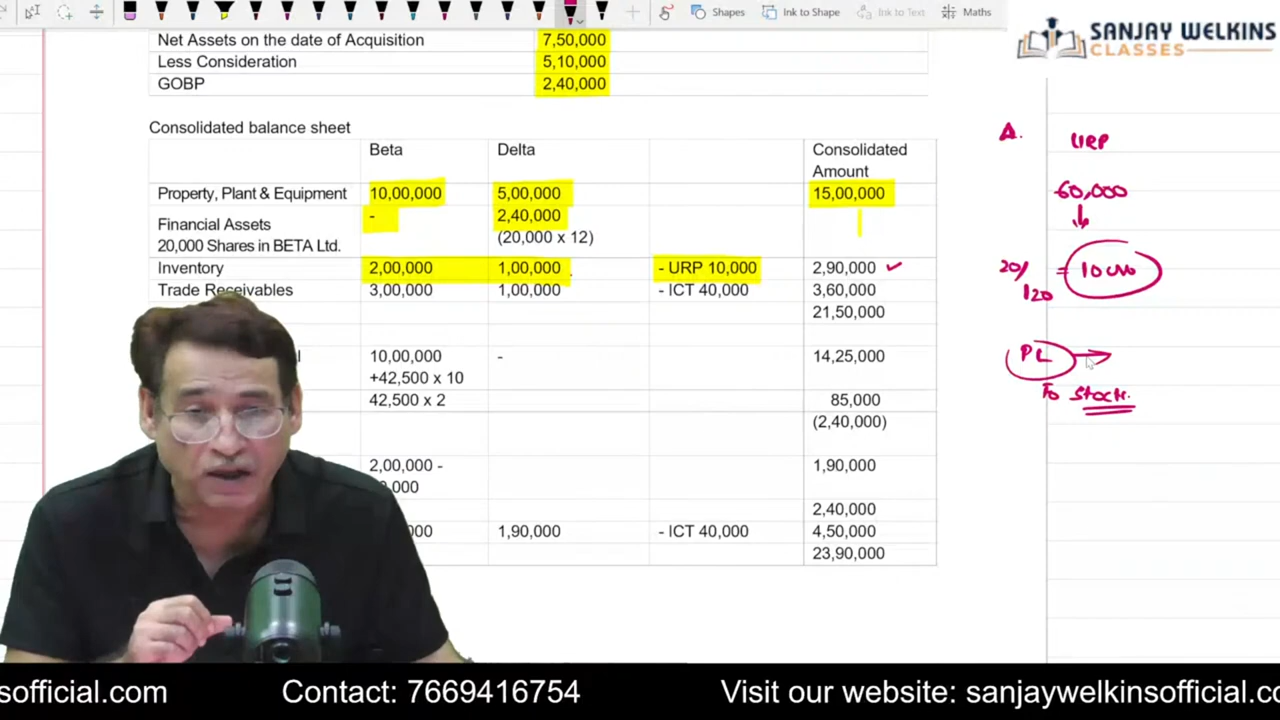 Shapes
Ink to Shape
Ink to Text
Maths
SANJAY WELKINS
CLASSES
Net Assets on the date of Acquisition 7,50,000
Less Consideration 5,10,000
GOBP 2,40,000
Consolidated balance sheet
Beta Delta Consolidated
Amount
Property, Plant & Equipment 10,00,000 5,00,000 15,00,000
Financial Assets - 2,40,000
20,000 Shares in BETA Ltd. (20,000 x 12)
Inventory 2,00,000 1,00,000 - URP 10,000 2,90,000
Trade Receivables 3,00,000 1,00,000 - ICT 40,000 3,60,000
21,50,000
10,00,000 - 14,25,000
+42,500 x 10
42,500 x 2 85,000
(2,40,000)
2,00,000 - 1,90,000
2,40,000
1,90,000 - ICT 40,000 4,50,000
23,90,000
A. URP
60,000
20/120 =
PL
To Stock.
sofficial.com Contact: 7669416754 Visit our website: sanjaywelkinsofficial.c